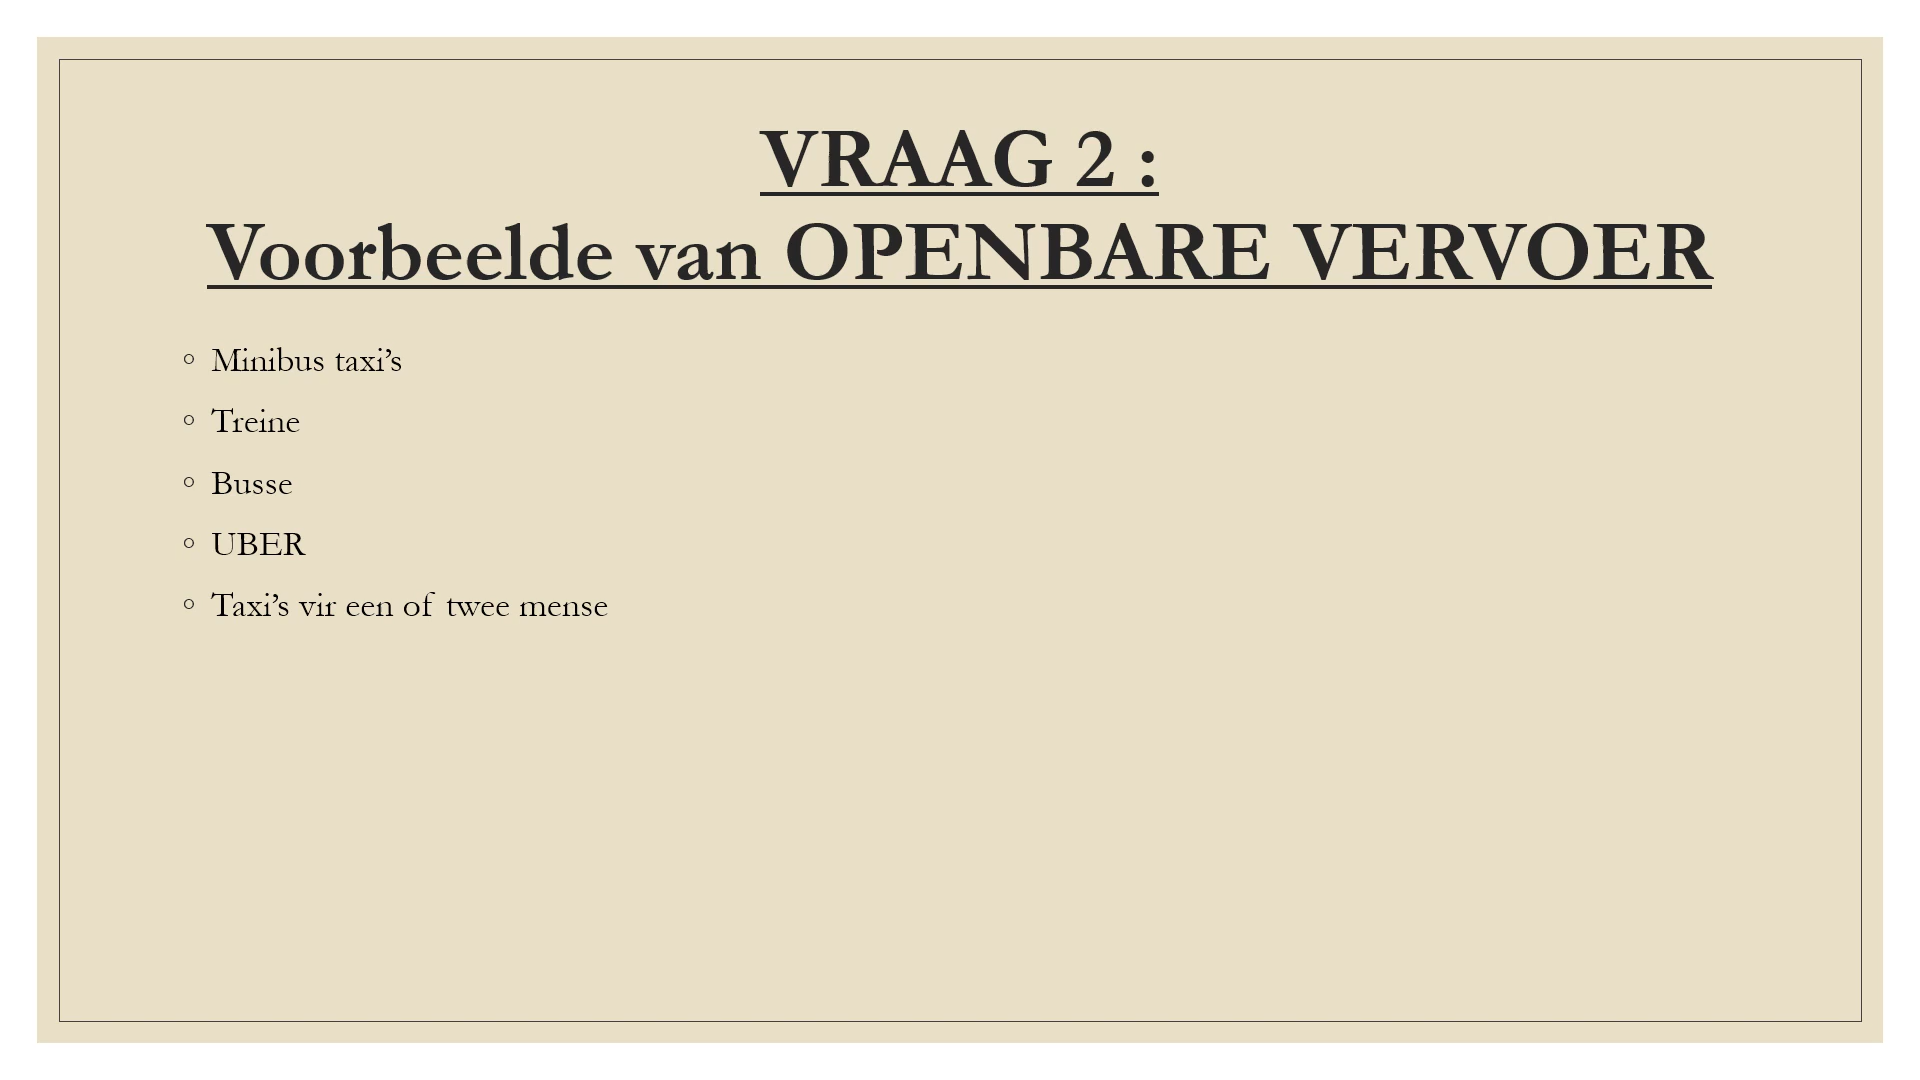 VRAAG 2 :
Voorbeelde van OPENBARE VERVOER
◦ Minibus taxi’s
◦ Treine
◦ Busse
◦ UBER
◦ Taxi’s vir een of twee mense